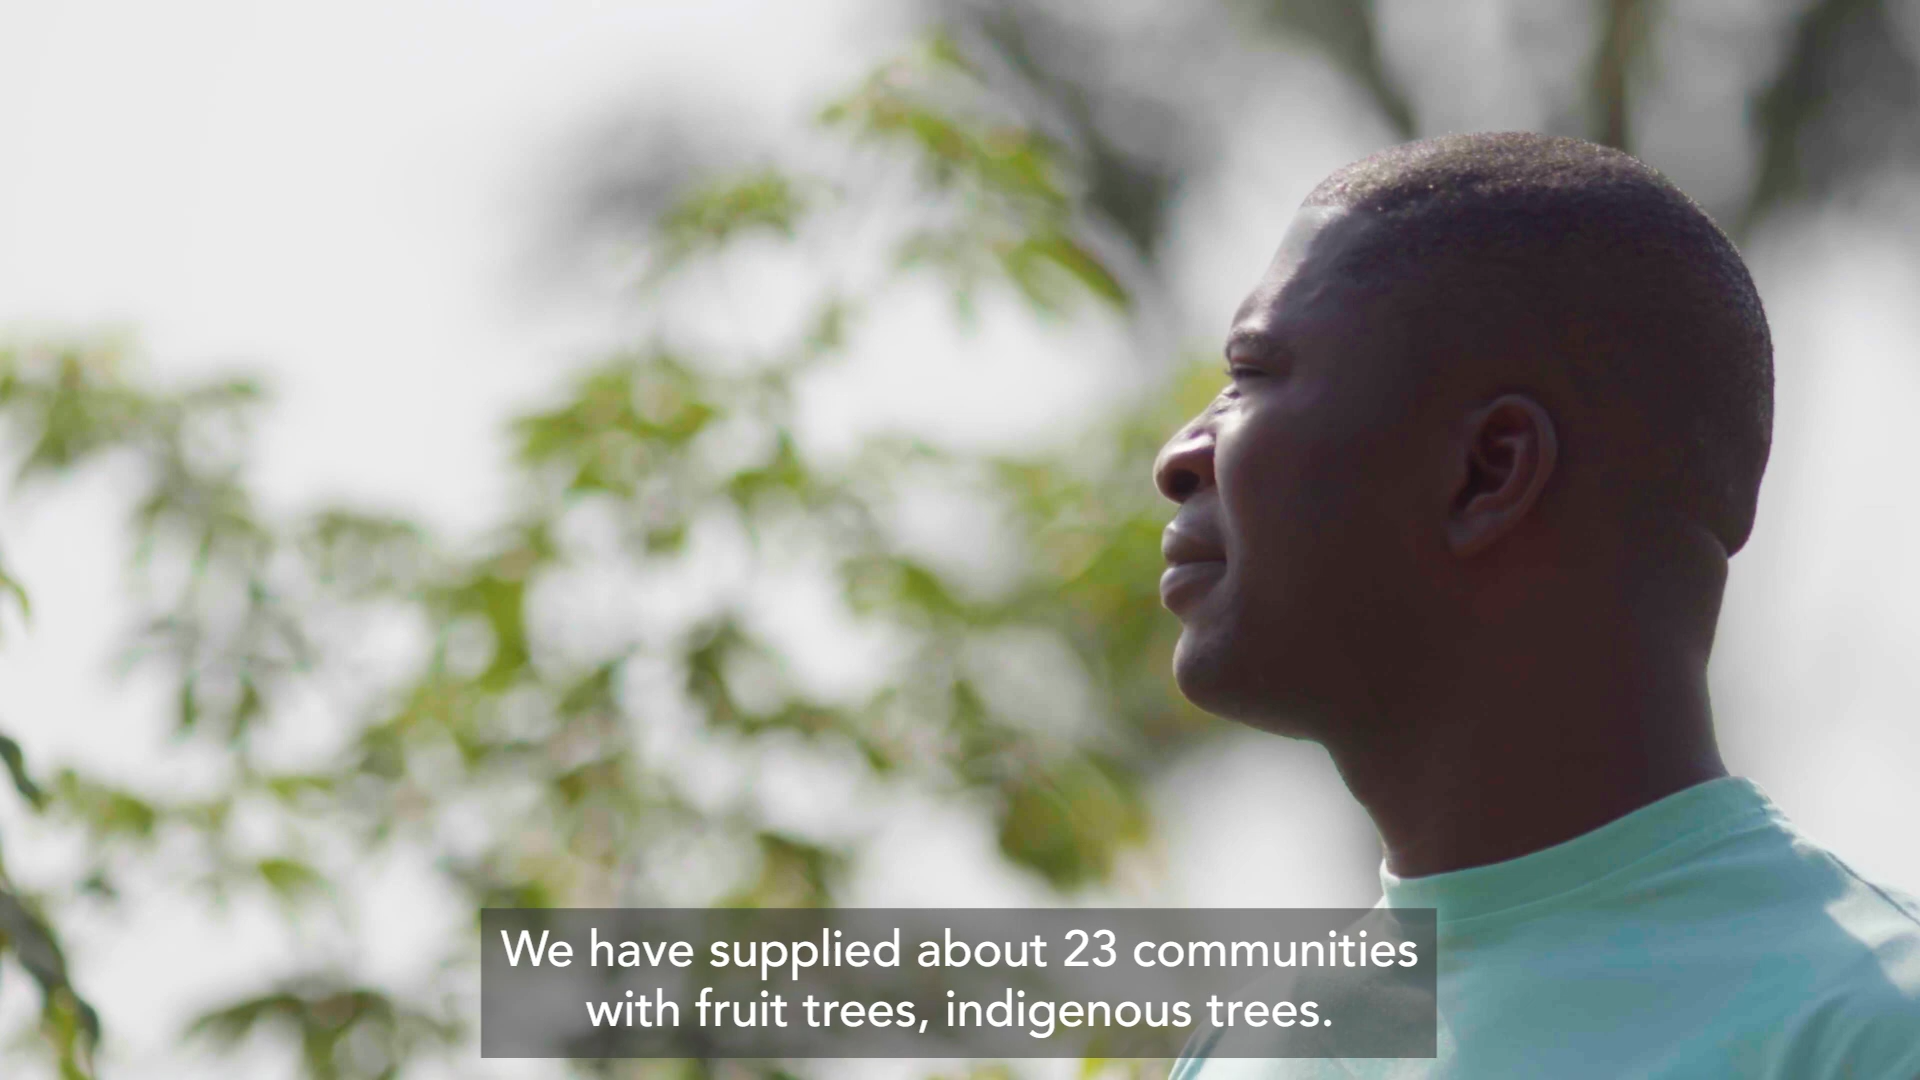 We have supplied about 23 communities
with fruit trees, indigenous trees.